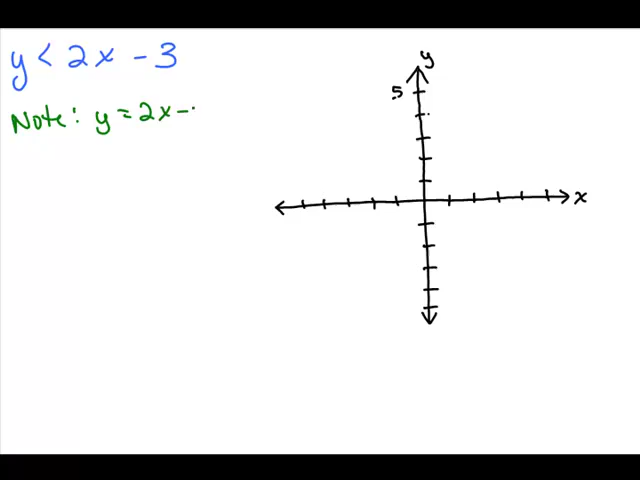 y < 2x - 3
Note: y = 2x -
y
5
x